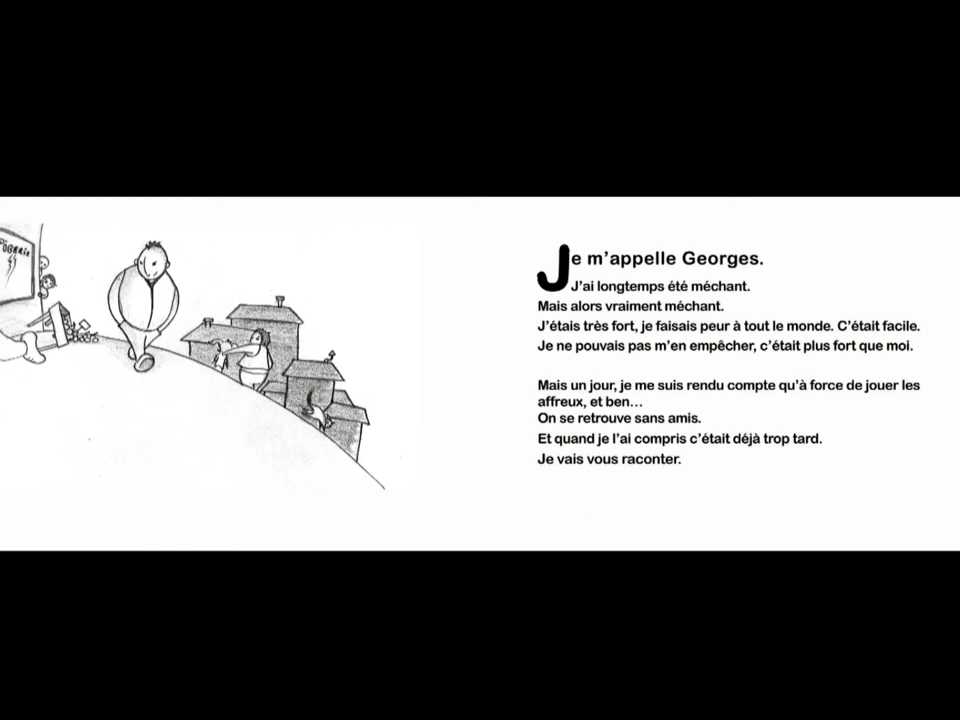 Je m'appelle Georges.
J'ai longtemps été méchant.
Mais alors vraiment méchant.
J'étais très fort, je faisais peur à tout le monde. C'était facile.
Je ne pouvais pas m'en empêcher, c'était plus fort que moi.
Mais un jour, je me suis rendu compte qu'à force de jouer les
affreux, et ben…
On se retrouve sans amis.
Et quand je l'ai compris c'était déjà trop tard.
Je vais vous raconter.